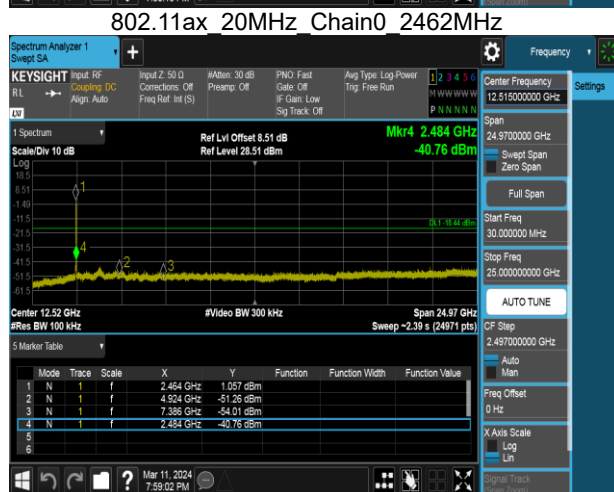 802.11ax_20MHz_Chain0_2462MHz
Spectrum Analyzer 1
Swept SA
Frequency
KEYSIGHT
RL
Input: RF
Coupling: DC
Align: Auto
Input Z: 50 Ω
Corrections: Off
Freq Ref: Int (S)
#Atten: 30 dB
Preamp: Off
PNO: Fast
Gate: Off
IF Gain: Low
Sig Track: Off
Avg Type: Log-Power
Trig: Free Run
1 2 3 4 5 6
M W W W W W
P N N N N N
LXI
1 Spectrum
Scale/Div 10 dB
Ref Lvl Offset 8.51 dB
Ref Level 28.51 dBm
Mkr4 2.484 GHz
-40.76 dBm
Log
18.5
8.51
-1.49
-11.5
-21.5
-31.5
-41.5
-51.5
-61.5
1
4
2
3
DL1 -18.44 dBm
Center 12.52 GHz
#Res BW 100 kHz
#Video BW 300 kHz
Span 24.97 GHz
Sweep ~2.39 s (24971 pts)
5 Marker Table
Mode Trace Scale X Y Function Function Width Function Value
1 N 1 f 2.464 GHz 1.057 dBm
2 N 1 f 4.924 GHz -51.26 dBm
3 N 1 f 7.386 GHz -54.01 dBm
4 N 1 f 2.484 GHz -40.76 dBm
5
6
Mar 11, 2024
7:59:02 PM
Center Frequency
12.515000000 GHz
Settings
Span
24.9700000 GHz
Swept Span
Zero Span
Full Span
Start Freq
30.000000 MHz
Stop Freq
25.000000000 GHz
AUTO TUNE
CF Step
2.497000000 GHz
Auto
Man
Freq Offset
0 Hz
X Axis Scale
Log
Lin
Signal Track
(Span Zoom)